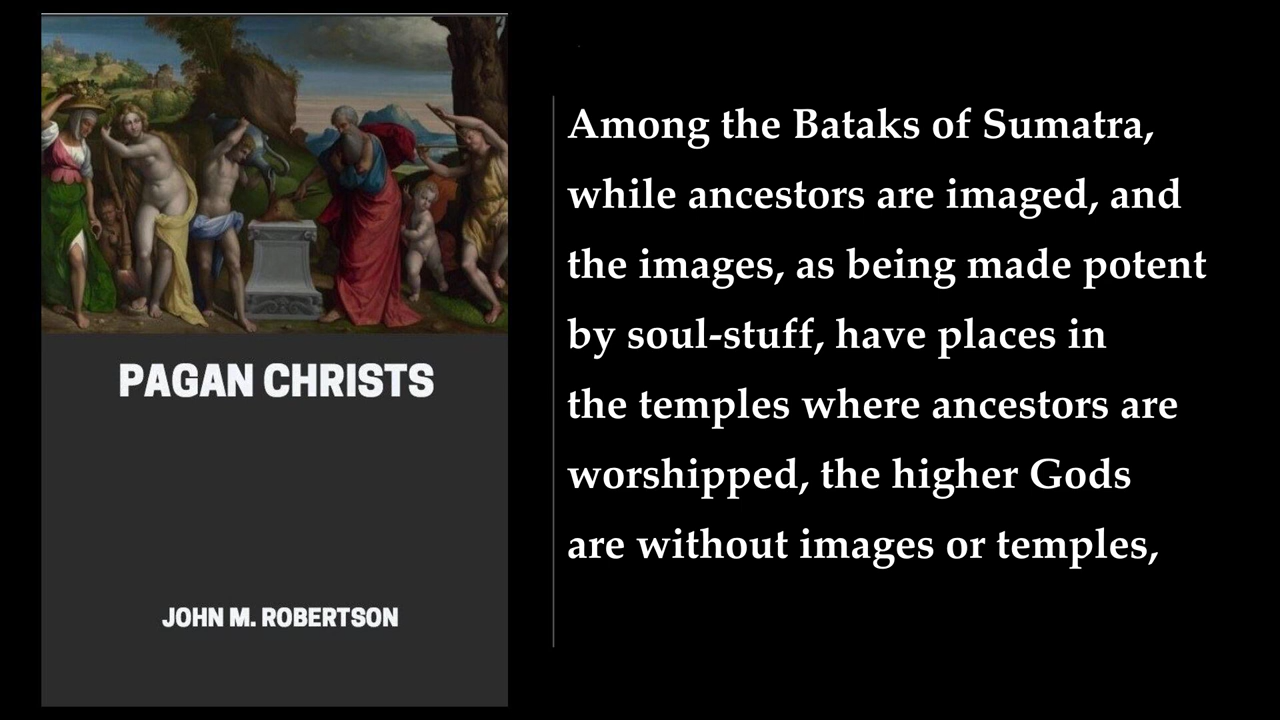 PAGAN CHRISTS
JOHN M. ROBERTSON
Among the Bataks of Sumatra,
while ancestors are imaged, and
the images, as being made potent
by soul-stuff, have places in
the temples where ancestors are
worshipped, the higher Gods
are without images or temples,